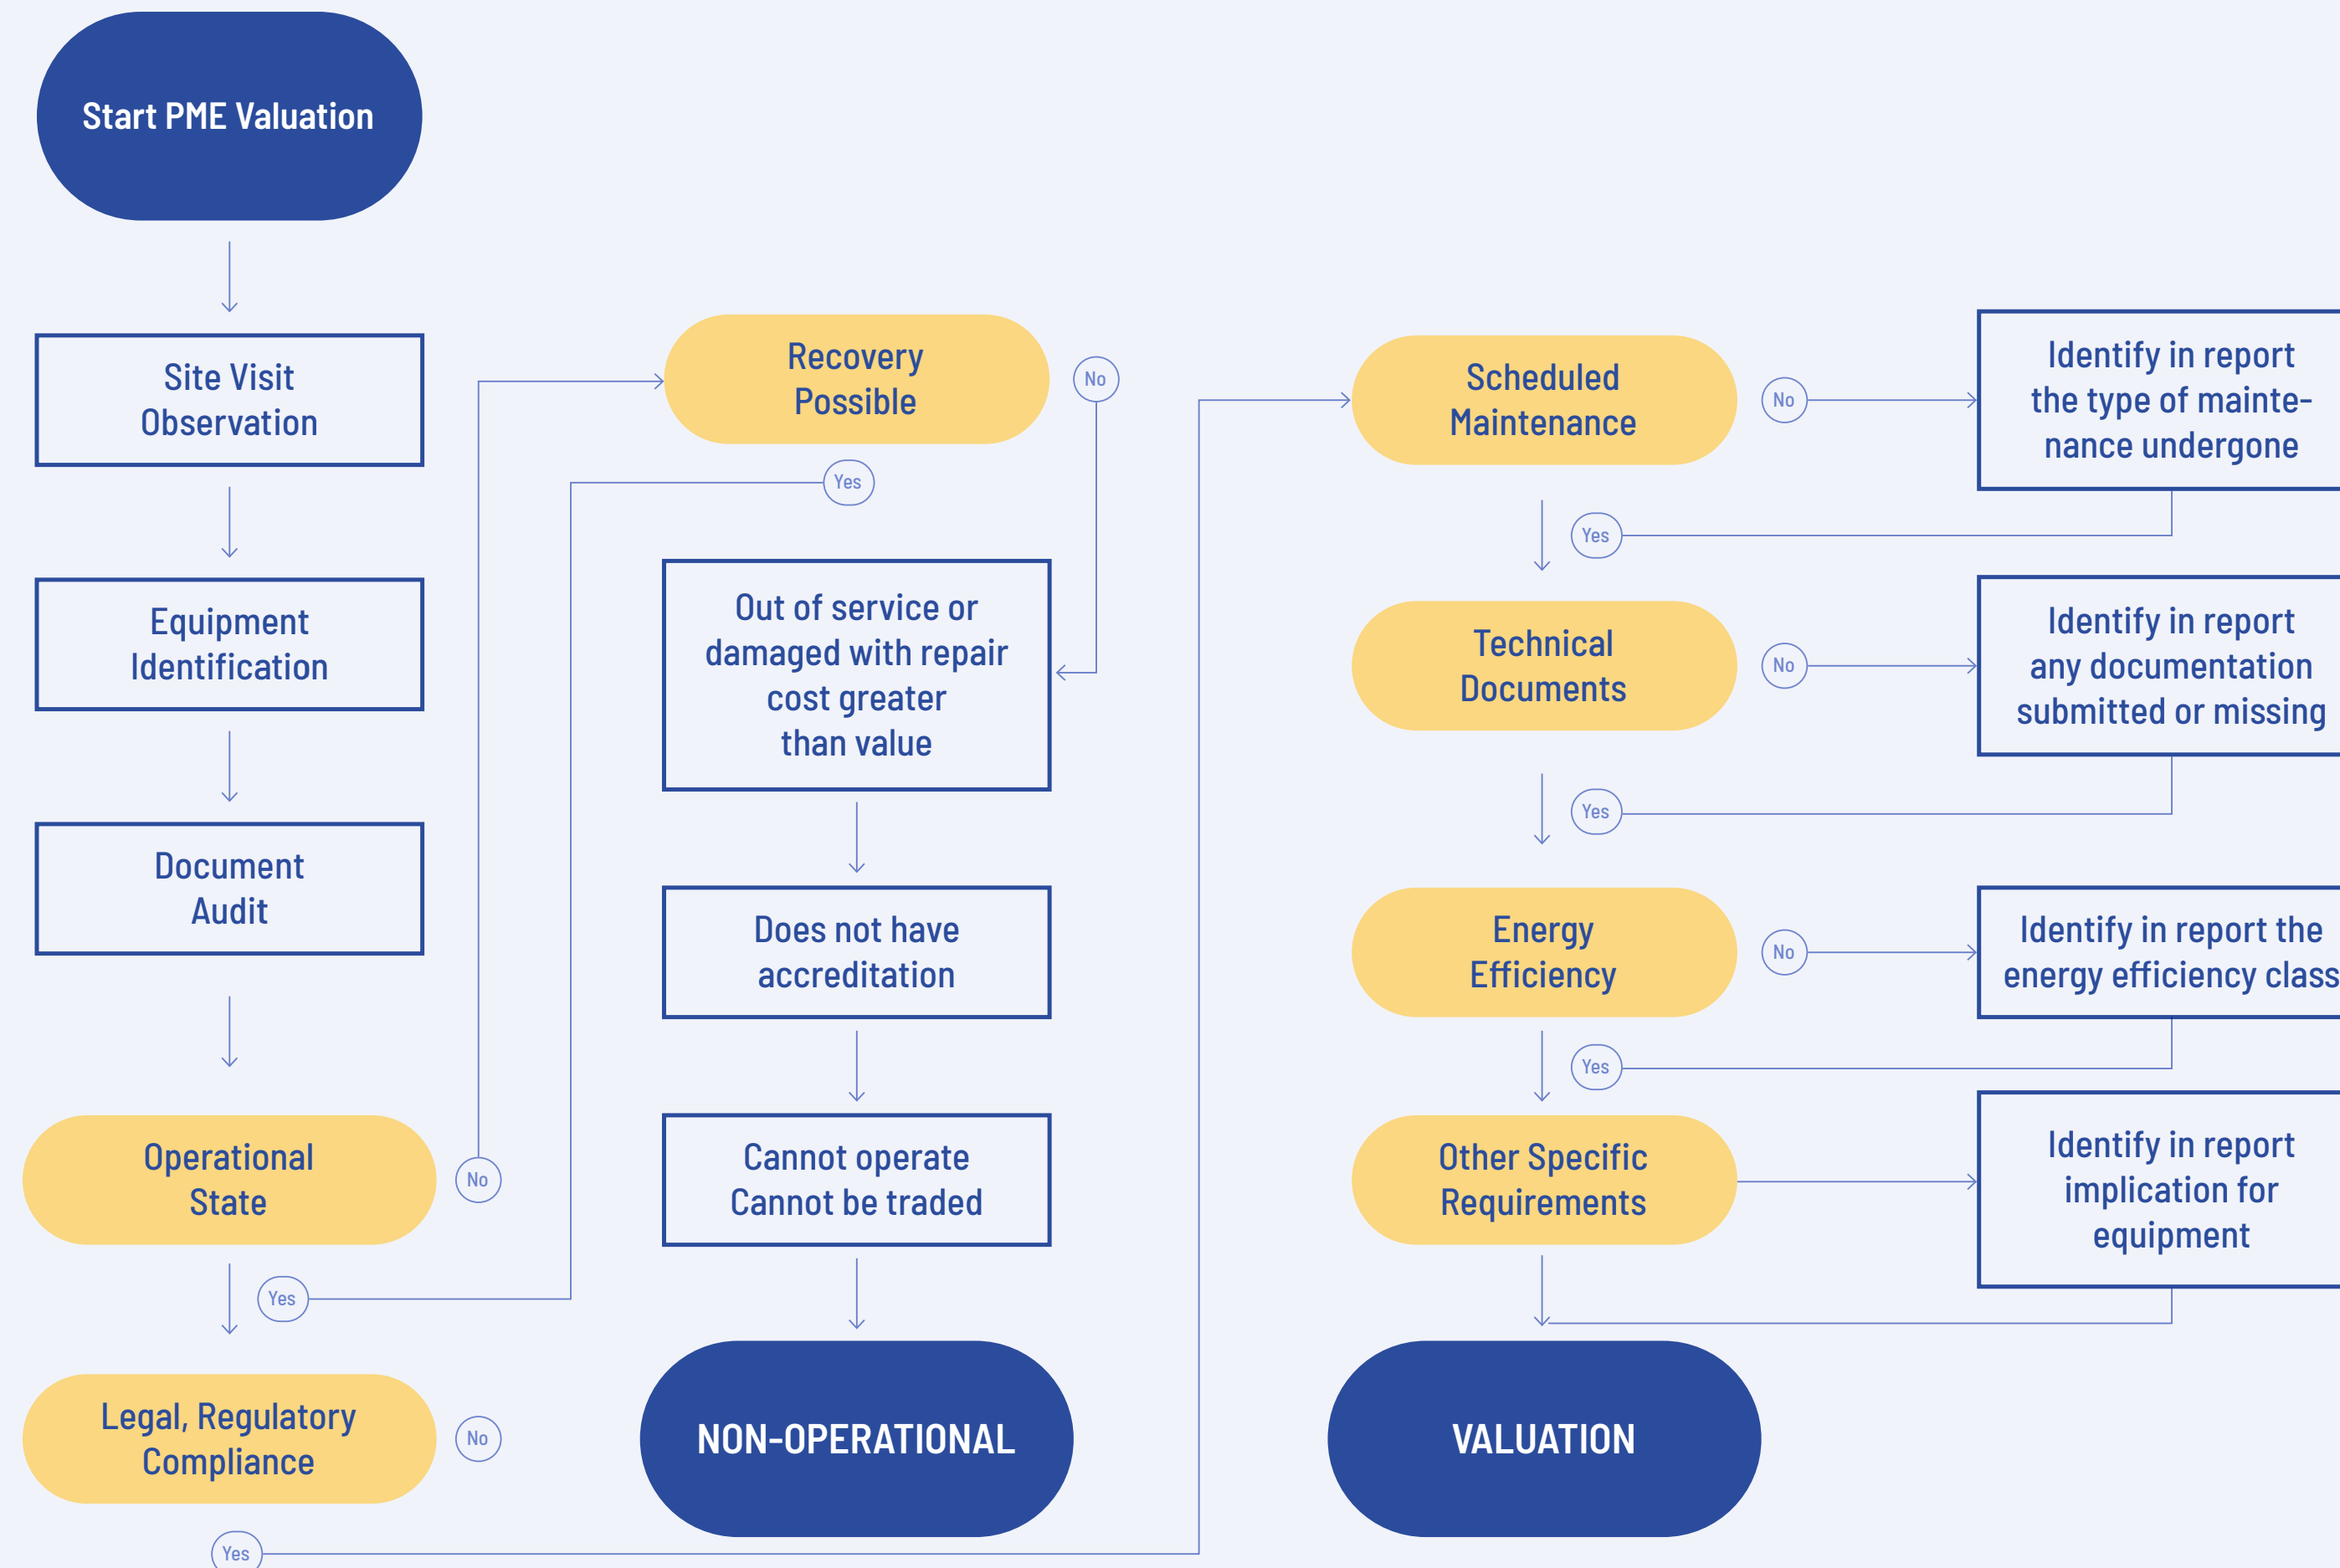 Start PME Valuation
Site Visit
Observation
Equipment
Identification
Document
Audit
Operational
State
No
Yes
Legal, Regulatory
Compliance
No
Yes
Recovery
Possible
No
Yes
Out of service or
damaged with repair
cost greater
than value
Does not have
accreditation
Cannot operate
Cannot be traded
NON-OPERATIONAL
Scheduled
Maintenance
No
Identify in report
the type of mainte-
nance undergone
Yes
Technical
Documents
No
Identify in report
any documentation
submitted or missing
Yes
Energy
Efficiency
No
Identify in report the
energy efficiency class
Yes
Other Specific
Requirements
Identify in report
implication for
equipment
VALUATION